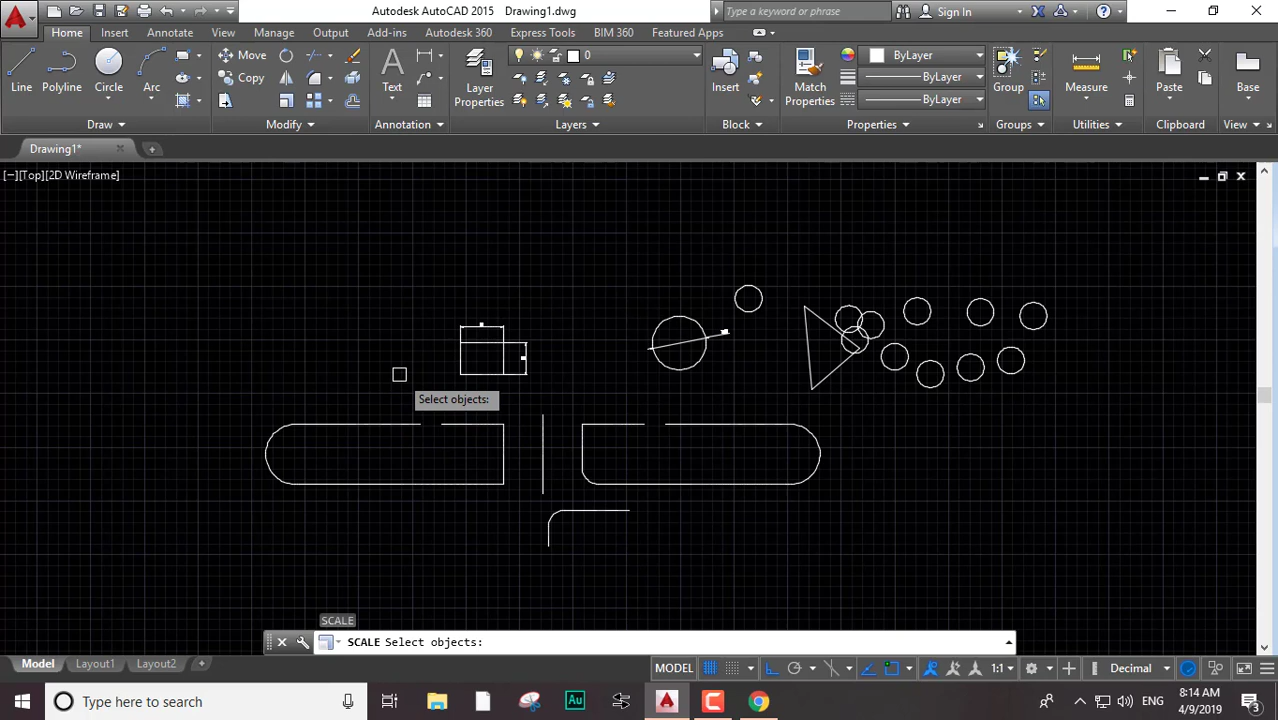 Autodesk AutoCAD 2015 Drawing1.dwg
Type a keyword or phrase
Sign In
Home Insert Annotate View Manage Output Add-ins Autodesk 360 Express Tools BIM 360 Featured Apps
Line
Polyline
Circle
Arc
Move
Copy
Text
Layer
Properties
0
Insert
Match
Properties
ByLayer
ByLayer
ByLayer
Group
Measure
Paste
Base
Draw
Modify
Annotation
Layers
Block
Properties
Groups
Utilities
Clipboard
View
Drawing1*
[−][Top][2D Wireframe]
Select objects:
SCALE
SCALE Select objects:
Model Layout1 Layout2
MODEL
1:1
Decimal
Type here to search
Au
ENG
8:14 AM
4/9/2019
3